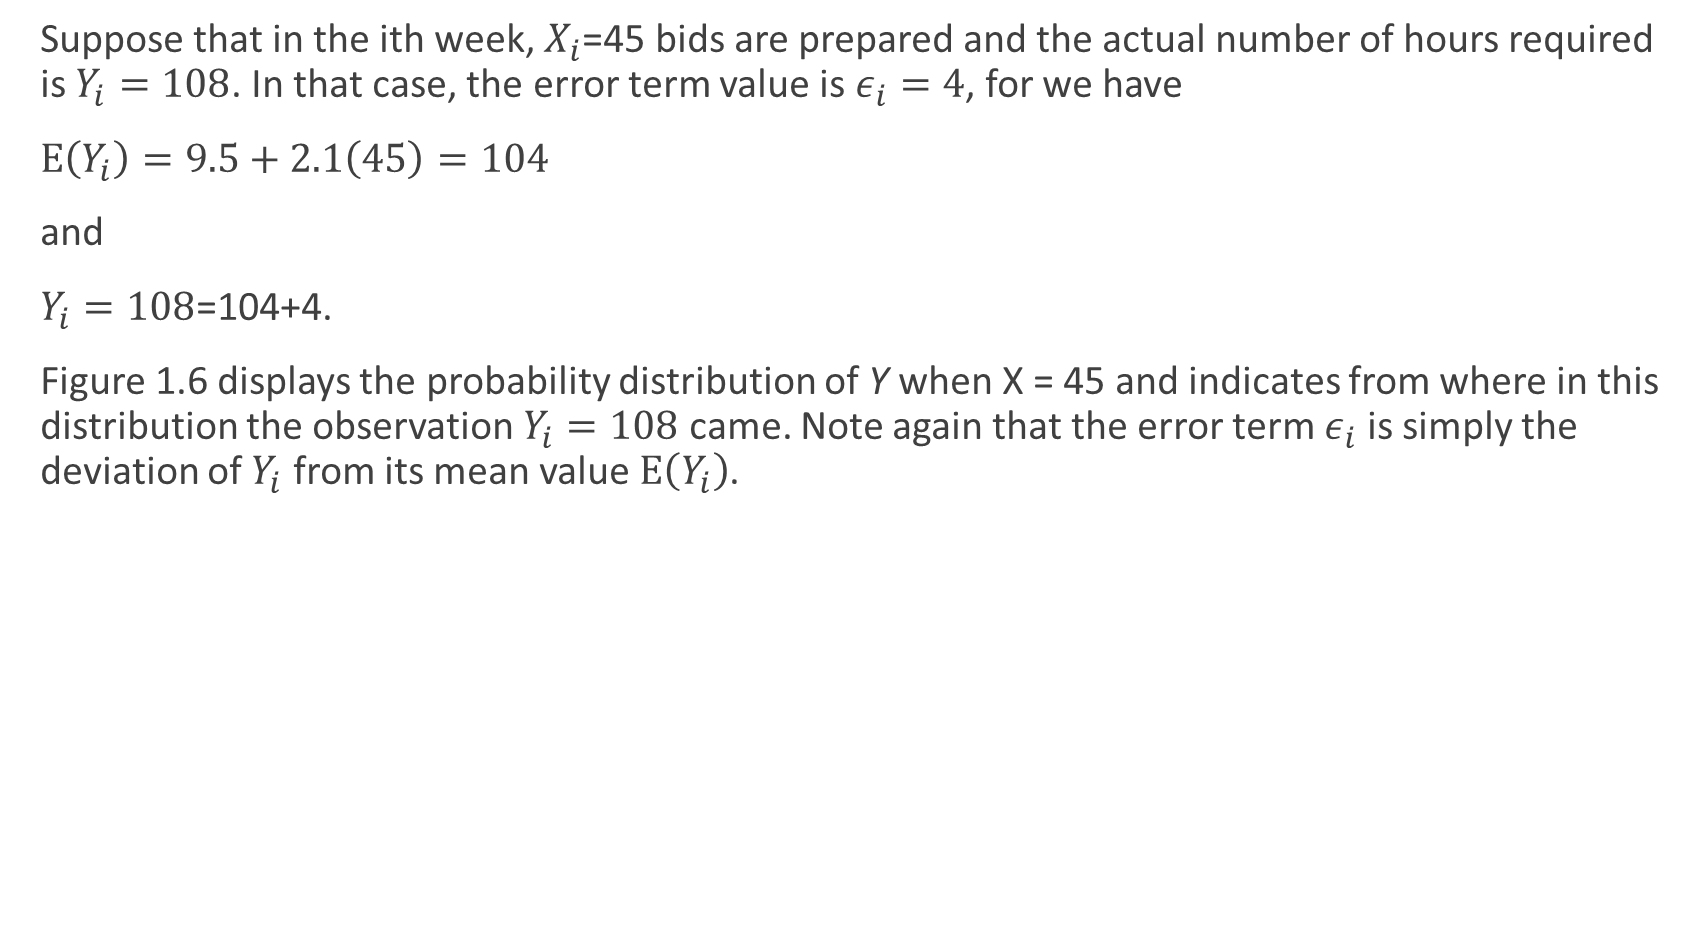 Suppose that in the ith week, Xᵢ=45 bids are prepared and the actual number of hours required
is Yᵢ = 108. In that case, the error term value is ϵᵢ = 4, for we have
E(Yᵢ) = 9.5 + 2.1(45) = 104
and
Yᵢ = 108=104+4.
Figure 1.6 displays the probability distribution of Y when X = 45 and indicates from where in this
distribution the observation Yᵢ = 108 came. Note again that the error term ϵᵢ is simply the
deviation of Yᵢ from its mean value E(Yᵢ).